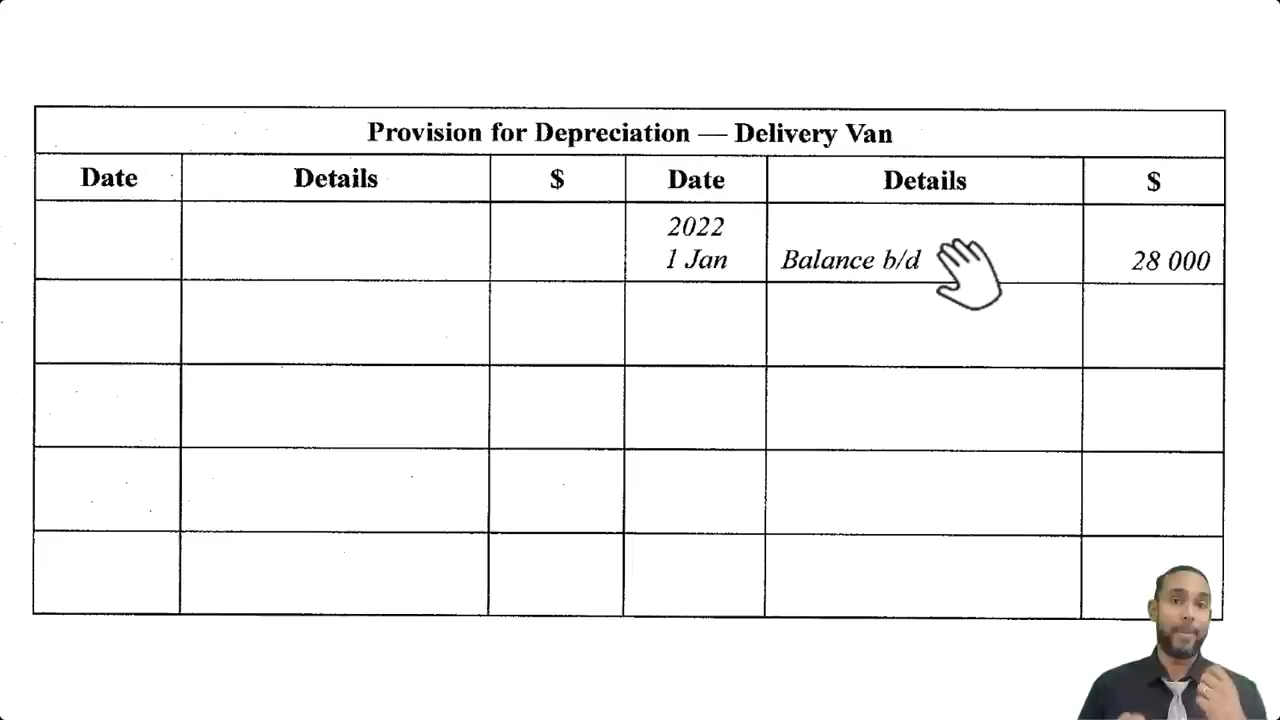 Provision for Depreciation — Delivery Van
Date Details $ Date Details $
2022
1 Jan Balance b/d 28 000